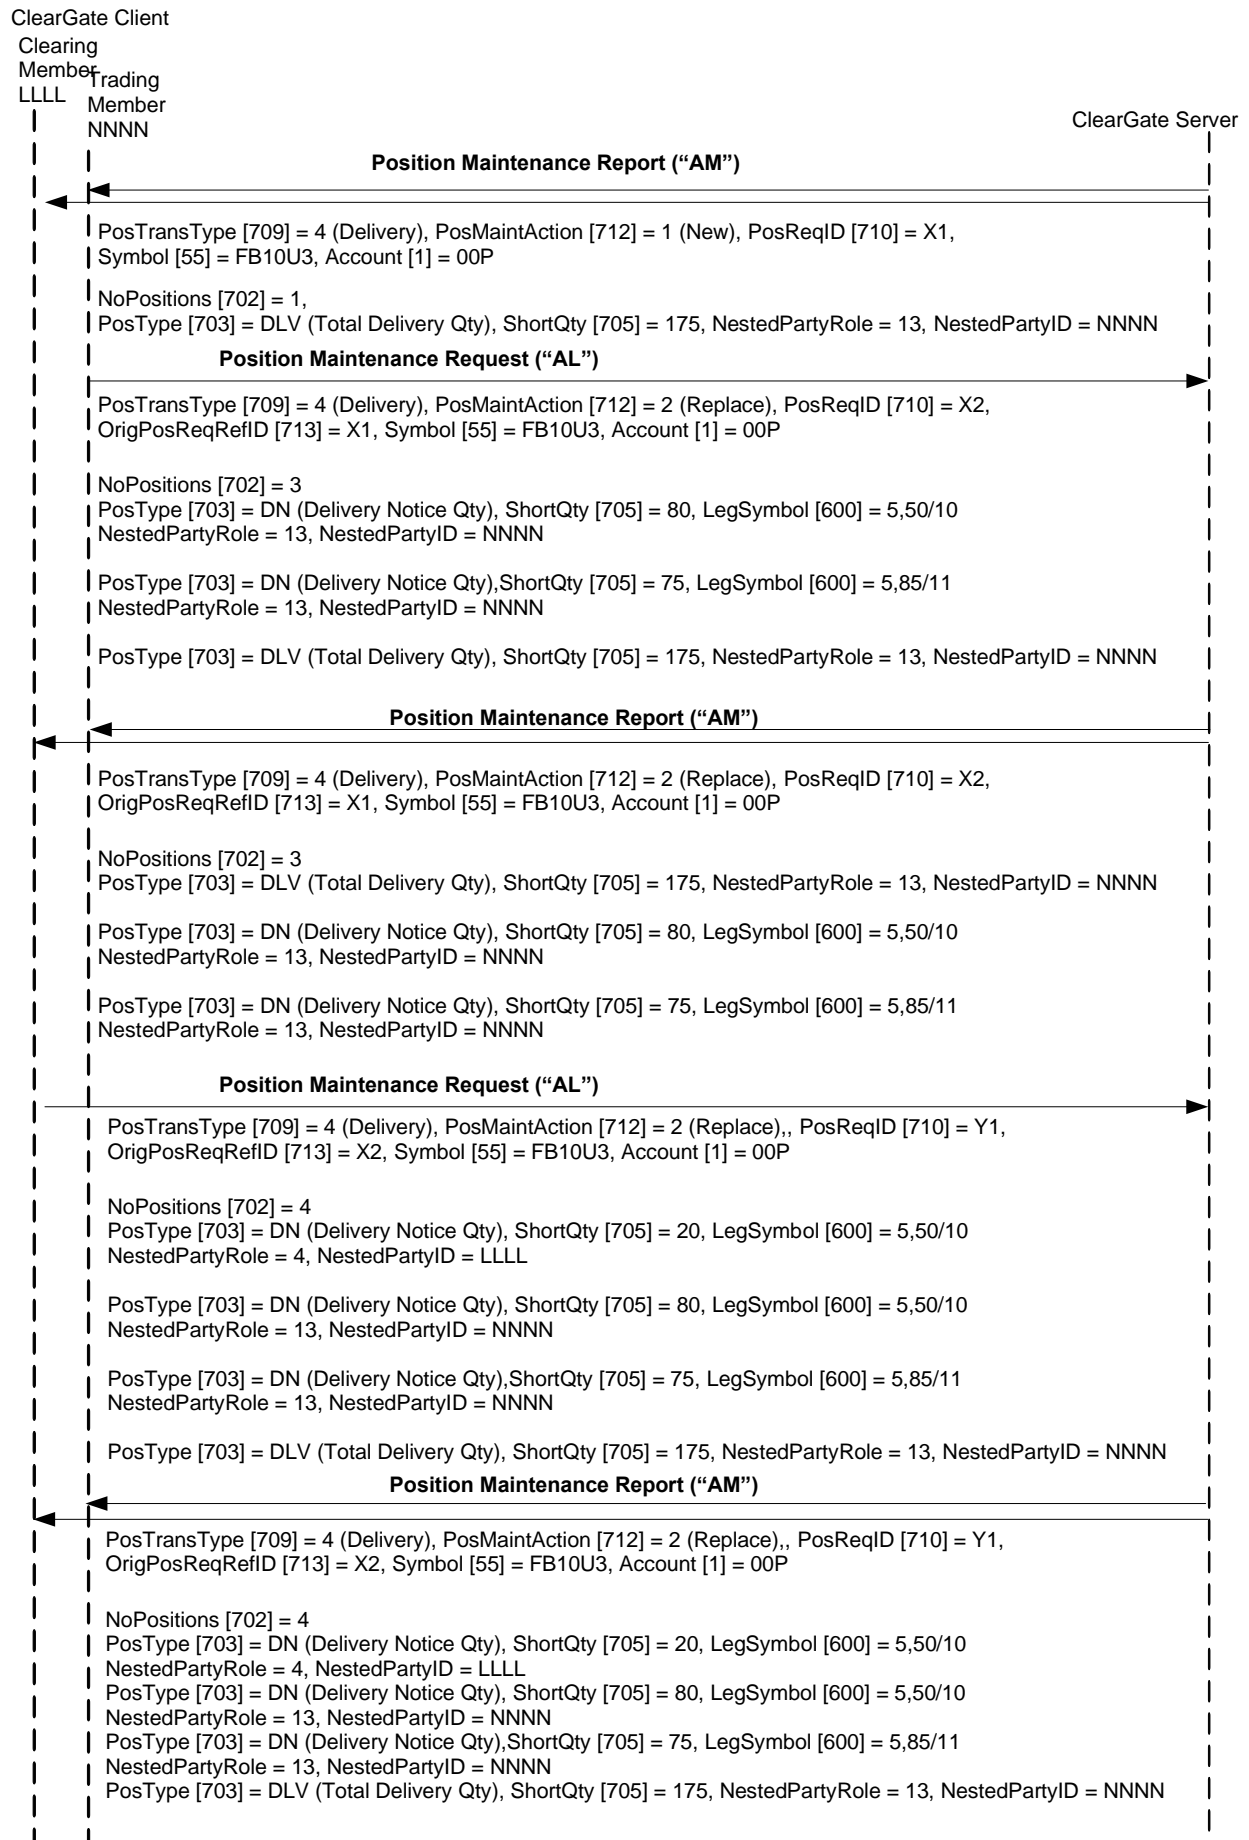 ClearGate Client
Clearing
Member
LLLL
Trading
Member
NNNN
ClearGate Server
Position Maintenance Report (“AM”)
PosTransType [709] = 4 (Delivery), PosMaintAction [712] = 1 (New), PosReqID [710] = X1,
Symbol [55] = FB10U3, Account [1] = 00P
NoPositions [702] = 1,
PosType [703] = DLV (Total Delivery Qty), ShortQty [705] = 175, NestedPartyRole = 13, NestedPartyID = NNNN
Position Maintenance Request (“AL”)
PosTransType [709] = 4 (Delivery), PosMaintAction [712] = 2 (Replace), PosReqID [710] = X2,
OrigPosReqRefID [713] = X1, Symbol [55] = FB10U3, Account [1] = 00P
NoPositions [702] = 3
PosType [703] = DN (Delivery Notice Qty), ShortQty [705] = 80, LegSymbol [600] = 5,50/10
NestedPartyRole = 13, NestedPartyID = NNNN
PosType [703] = DN (Delivery Notice Qty),ShortQty [705] = 75, LegSymbol [600] = 5,85/11
NestedPartyRole = 13, NestedPartyID = NNNN
PosType [703] = DLV (Total Delivery Qty), ShortQty [705] = 175, NestedPartyRole = 13, NestedPartyID = NNNN
Position Maintenance Report (“AM”)
PosTransType [709] = 4 (Delivery), PosMaintAction [712] = 2 (Replace), PosReqID [710] = X2,
OrigPosReqRefID [713] = X1, Symbol [55] = FB10U3, Account [1] = 00P
NoPositions [702] = 3
PosType [703] = DLV (Total Delivery Qty), ShortQty [705] = 175, NestedPartyRole = 13, NestedPartyID = NNNN
PosType [703] = DN (Delivery Notice Qty), ShortQty [705] = 80, LegSymbol [600] = 5,50/10
NestedPartyRole = 13, NestedPartyID = NNNN
PosType [703] = DN (Delivery Notice Qty), ShortQty [705] = 75, LegSymbol [600] = 5,85/11
NestedPartyRole = 13, NestedPartyID = NNNN
Position Maintenance Request (“AL”)
PosTransType [709] = 4 (Delivery), PosMaintAction [712] = 2 (Replace),, PosReqID [710] = Y1,
OrigPosReqRefID [713] = X2, Symbol [55] = FB10U3, Account [1] = 00P
NoPositions [702] = 4
PosType [703] = DN (Delivery Notice Qty), ShortQty [705] = 20, LegSymbol [600] = 5,50/10
NestedPartyRole = 4, NestedPartyID = LLLL
PosType [703] = DN (Delivery Notice Qty), ShortQty [705] = 80, LegSymbol [600] = 5,50/10
NestedPartyRole = 13, NestedPartyID = NNNN
PosType [703] = DN (Delivery Notice Qty),ShortQty [705] = 75, LegSymbol [600] = 5,85/11
NestedPartyRole = 13, NestedPartyID = NNNN
PosType [703] = DLV (Total Delivery Qty), ShortQty [705] = 175, NestedPartyRole = 13, NestedPartyID = NNNN
Position Maintenance Report (“AM”)
PosTransType [709] = 4 (Delivery), PosMaintAction [712] = 2 (Replace),, PosReqID [710] = Y1,
OrigPosReqRefID [713] = X2, Symbol [55] = FB10U3, Account [1] = 00P
NoPositions [702] = 4
PosType [703] = DN (Delivery Notice Qty), ShortQty [705] = 20, LegSymbol [600] = 5,50/10
NestedPartyRole = 4, NestedPartyID = LLLL
PosType [703] = DN (Delivery Notice Qty), ShortQty [705] = 80, LegSymbol [600] = 5,50/10
NestedPartyRole = 13, NestedPartyID = NNNN
PosType [703] = DN (Delivery Notice Qty),ShortQty [705] = 75, LegSymbol [600] = 5,85/11
NestedPartyRole = 13, NestedPartyID = NNNN
PosType [703] = DLV (Total Delivery Qty), ShortQty [705] = 175, NestedPartyRole = 13, NestedPartyID = NNNN